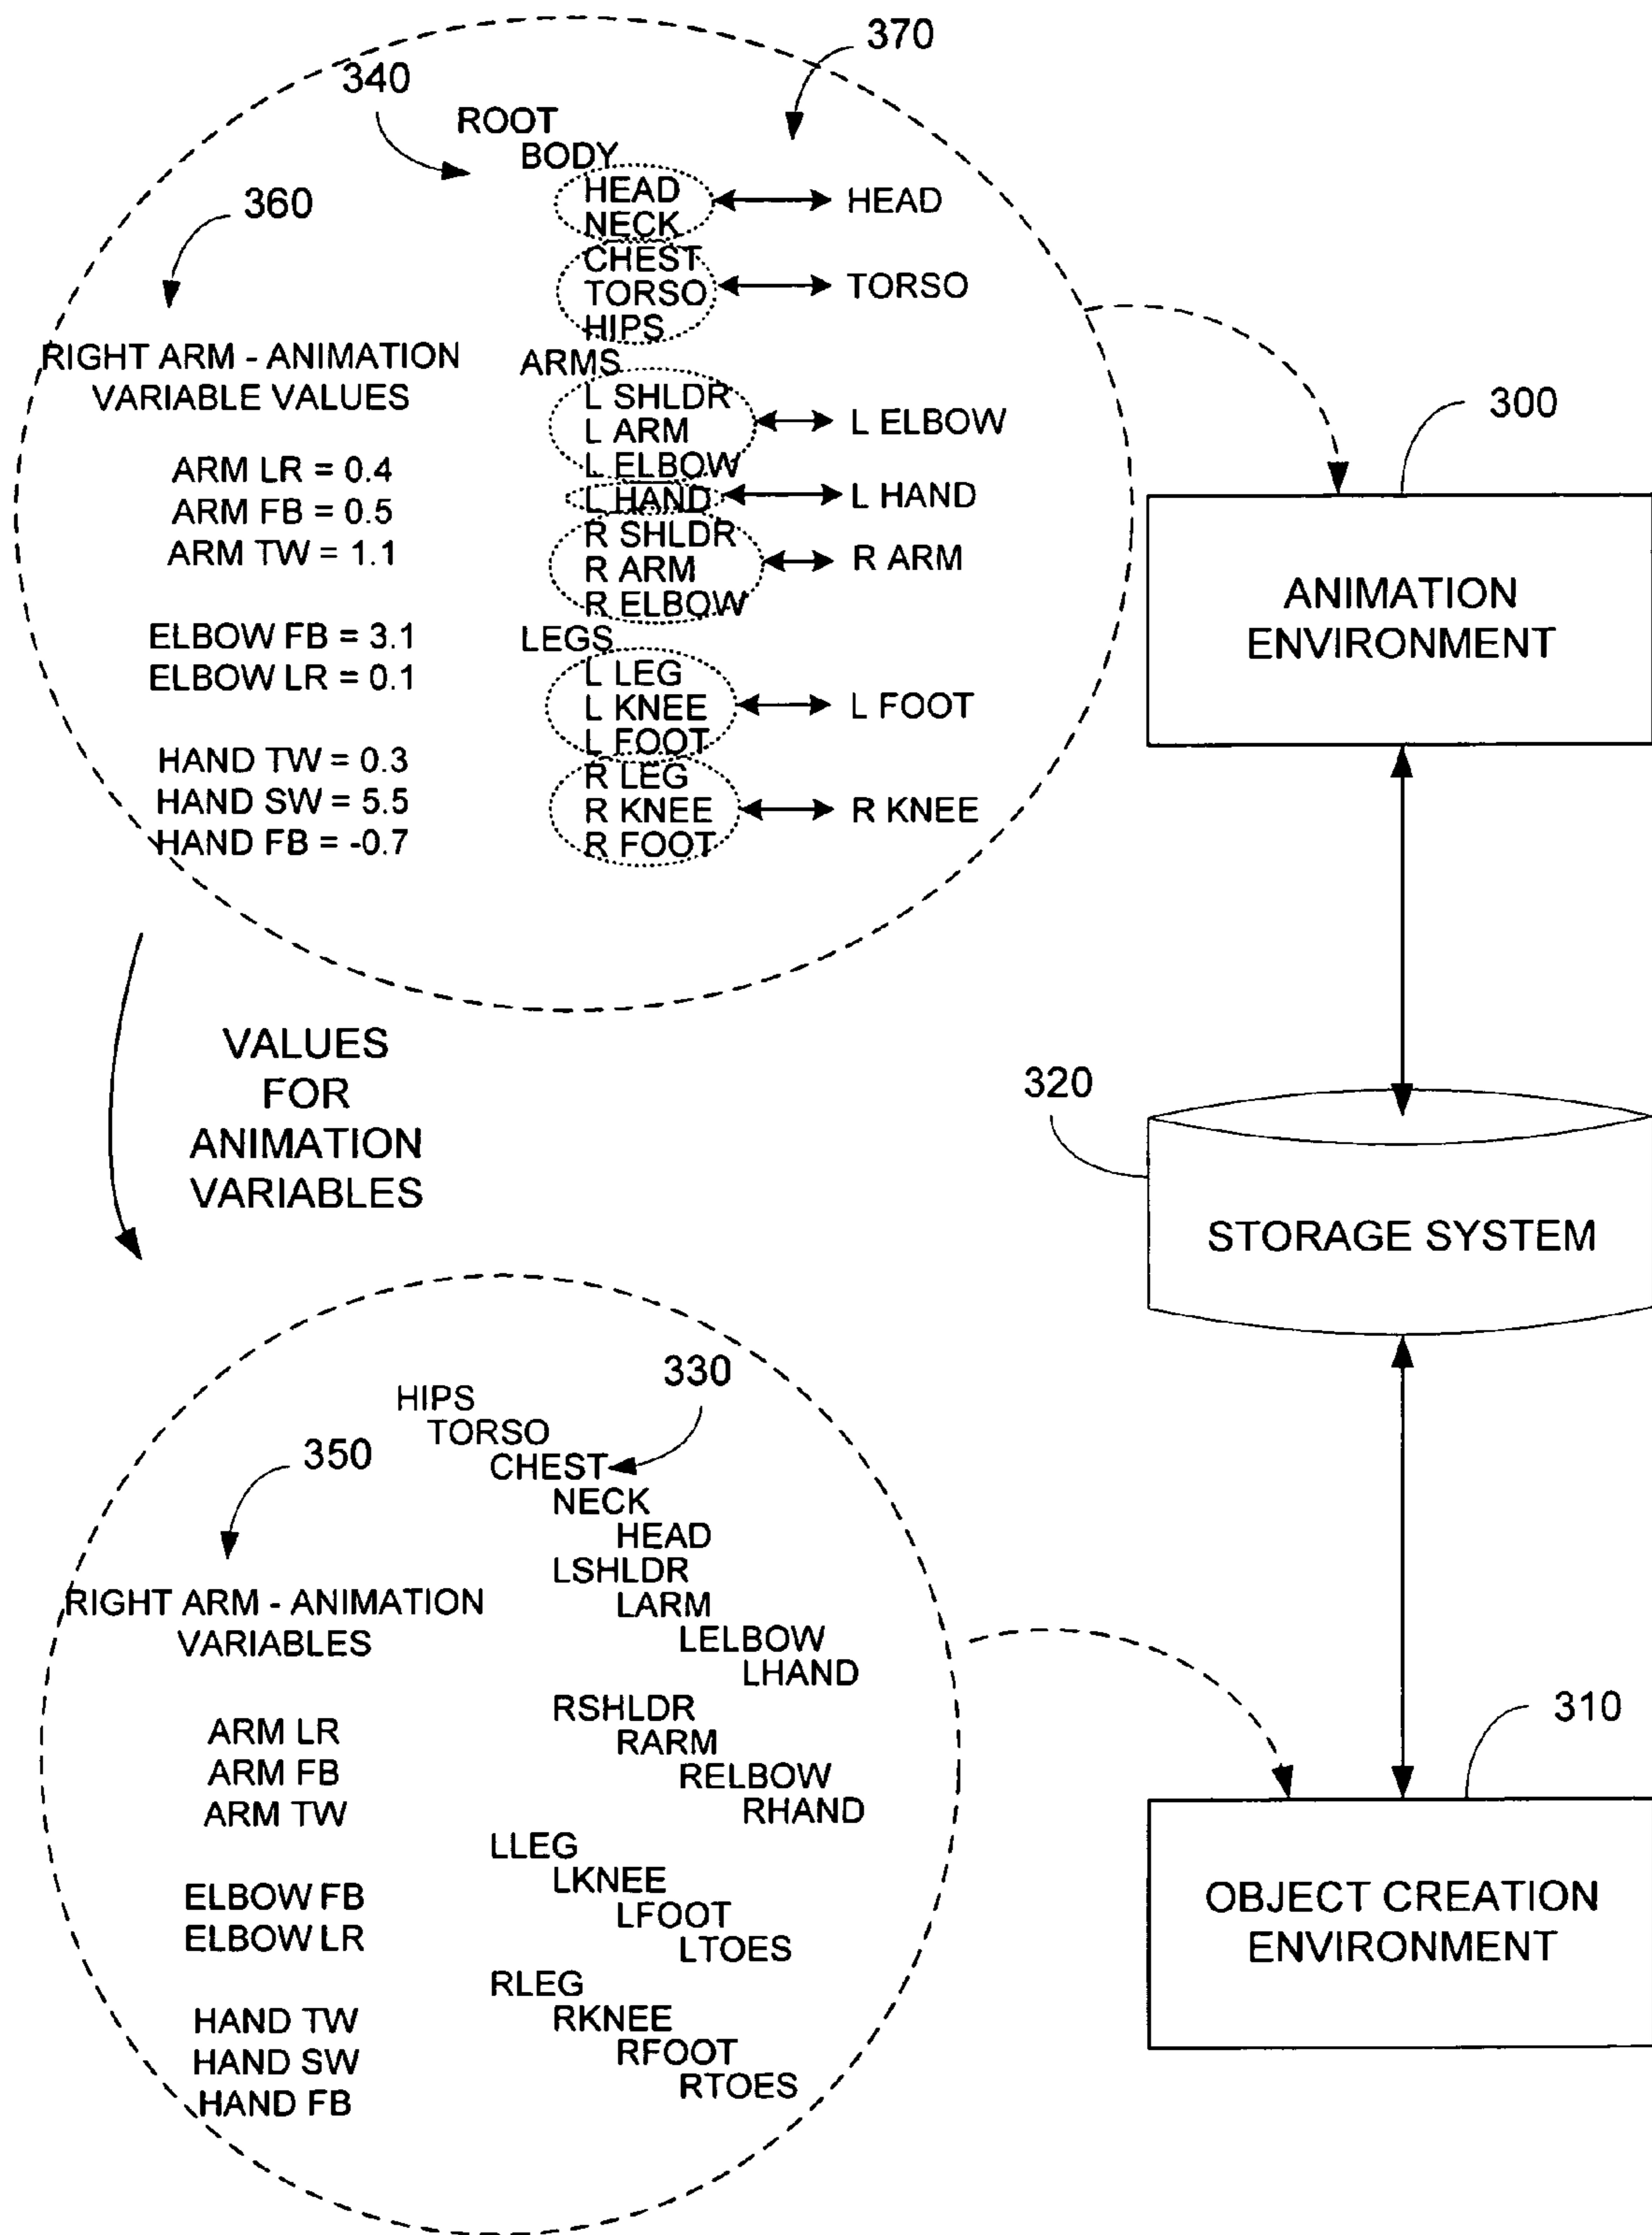 370
340
ROOT
BODY
HEAD
NECK
HEAD
360
CHEST
TORSO
HIPS
TORSO
RIGHT ARM - ANIMATION
VARIABLE VALUES
ARMS
L SHLDR
L ARM
L ELBOW
L ELBOW
300
ARM LR = 0.4
ARM FB = 0.5
ARM TW = 1.1
L HAND
L HAND
R SHLDR
R ARM
R ELBOW
R ARM
ANIMATION
ENVIRONMENT
ELBOW FB = 3.1
ELBOW LR = 0.1
LEGS
L LEG
L KNEE
L FOOT
L FOOT
HAND TW = 0.3
HAND SW = 5.5
HAND FB = -0.7
R LEG
R KNEE
R FOOT
R KNEE
VALUES
FOR
ANIMATION
VARIABLES
320
STORAGE SYSTEM
330
HIPS
TORSO
CHEST
NECK
HEAD
LSHLDR
LARM
LELBOW
LHAND
RSHLDR
RARM
RELBOW
RHAND
LLEG
LKNEE
LFOOT
LTOES
RLEG
RKNEE
RFOOT
RTOES
350
RIGHT ARM - ANIMATION
VARIABLES
ARM LR
ARM FB
ARM TW
ELBOW FB
ELBOW LR
HAND TW
HAND SW
HAND FB
310
OBJECT CREATION
ENVIRONMENT